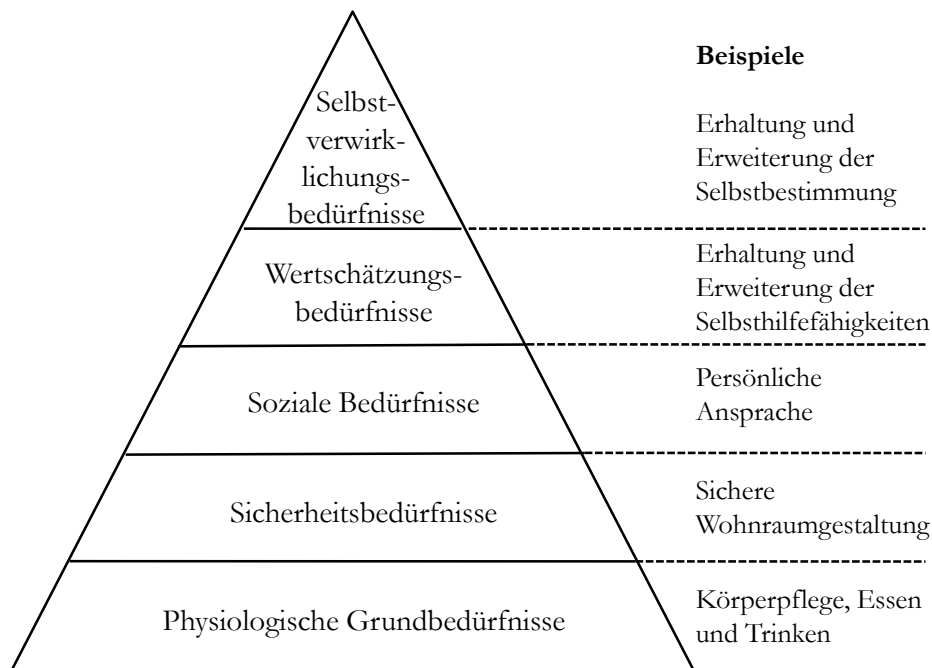 Beispiele
Selbst-
verwirk-
lichungs-
bedürfnisse
Erhaltung und
Erweiterung der
Selbstbestimmung
Wertschätzungs-
bedürfnisse
Erhaltung und
Erweiterung der
Selbsthilfefähigkeiten
Soziale Bedürfnisse
Persönliche
Ansprache
Sicherheitsbedürfnisse
Sichere
Wohnraumgestaltung
Physiologische Grundbedürfnisse
Körperpflege, Essen
und Trinken